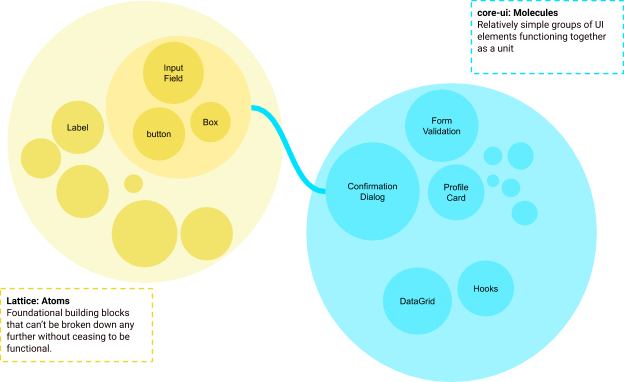 core-ui: Molecules
Relatively simple groups of UI
elements functioning together
as a unit
Input
Field
Box
button
Label
Form
Validation
Confirmation
Dialog
Profile
Card
DataGrid
Hooks
Lattice: Atoms
Foundational building blocks
that can't be broken down any
further without ceasing to be
functional.